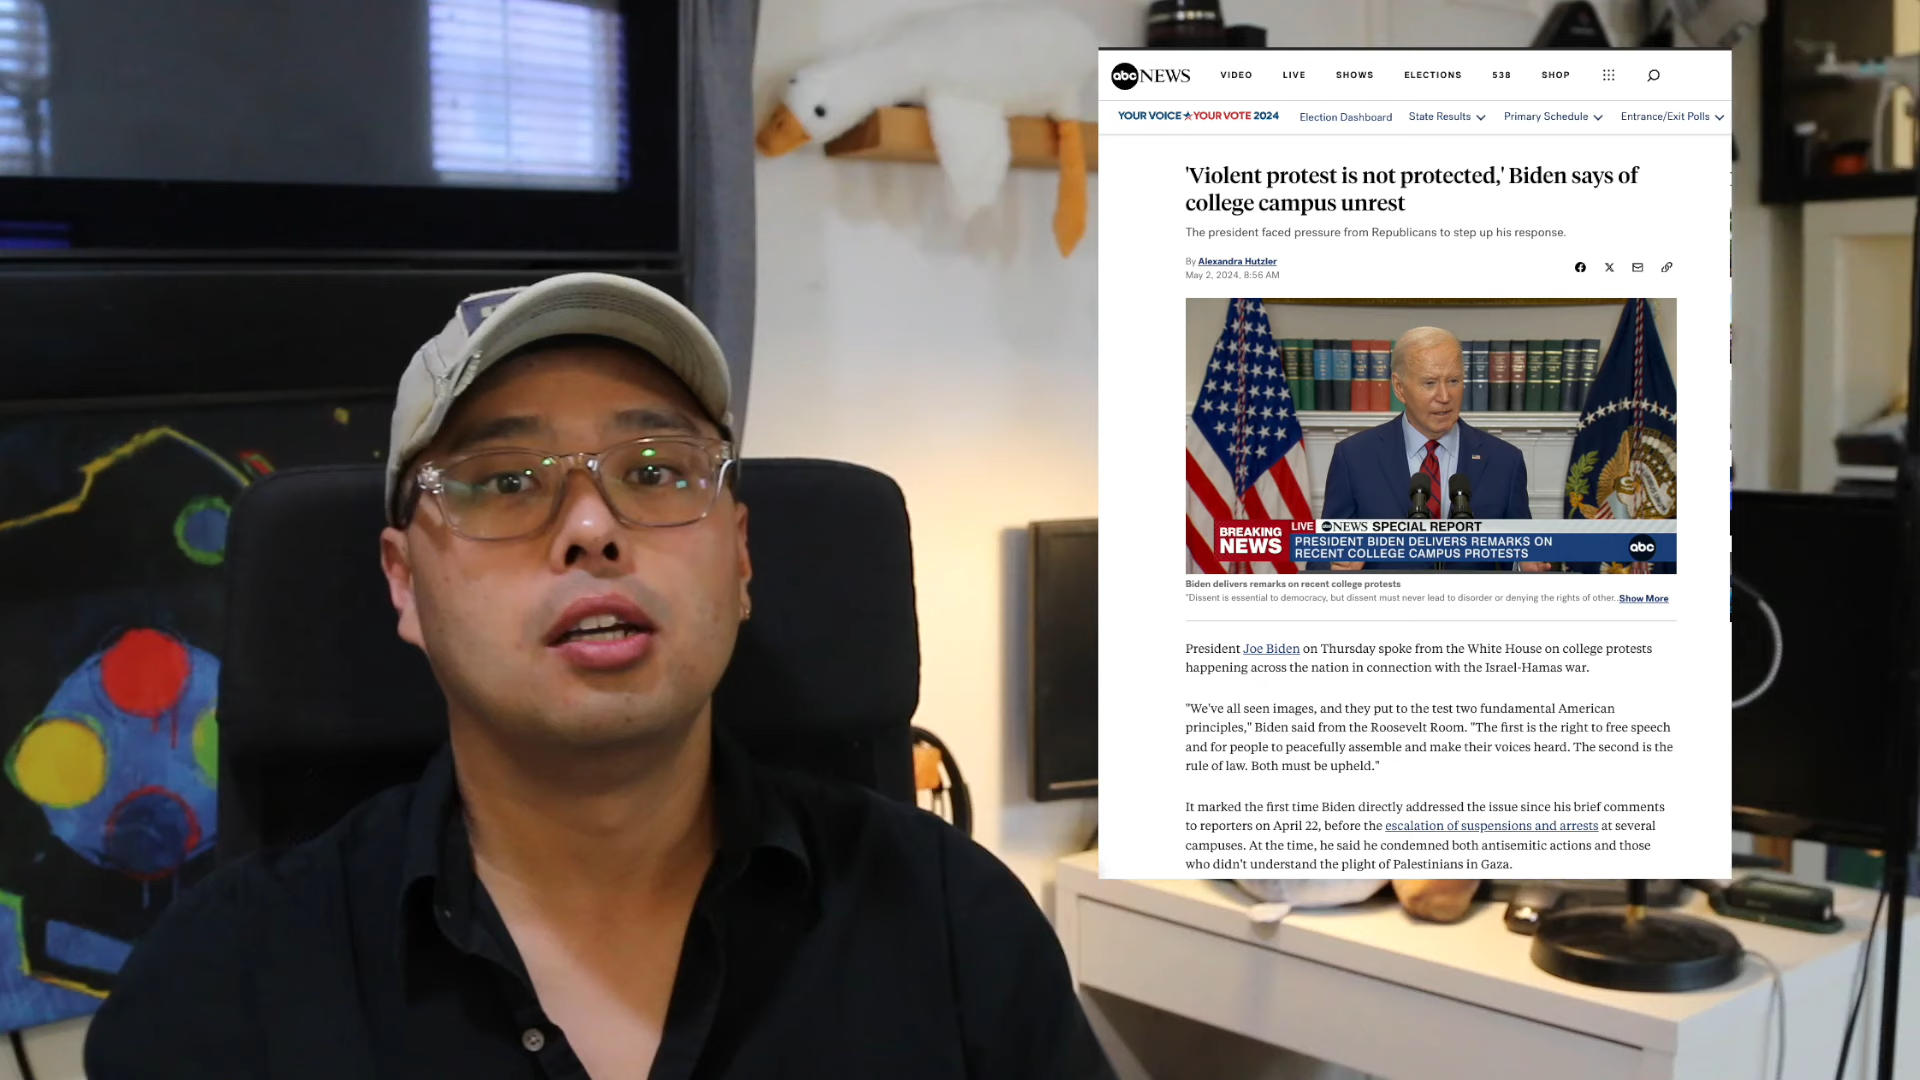 abc NEWS VIDEO LIVE SHOWS ELECTIONS 538 SHOP
YOUR VOICE YOUR VOTE 2024 Election Dashboard State Results Primary Schedule Entrance/Exit Polls
'Violent protest is not protected,' Biden says of
college campus unrest
The president faced pressure from Republicans to step up his response.
By Alexandra Hutzler
May 2, 2024, 8:56 AM
BREAKING
NEWS
LIVE abc NEWS SPECIAL REPORT
PRESIDENT BIDEN DELIVERS REMARKS ON
RECENT COLLEGE CAMPUS PROTESTS
abc
Biden delivers remarks on recent college protests
"Dissent is essential to democracy, but dissent must never lead to disorder or denying the rights of other...Show More
President Joe Biden on Thursday spoke from the White House on college protests
happening across the nation in connection with the Israel-Hamas war.
"We've all seen images, and they put to the test two fundamental American
principles," Biden said from the Roosevelt Room. "The first is the right to free speech
and for people to peacefully assemble and make their voices heard. The second is the
rule of law. Both must be upheld."
It marked the first time Biden directly addressed the issue since his brief comments
to reporters on April 22, before the escalation of suspensions and arrests at several
campuses. At the time, he said he condemned both antisemitic actions and those
who didn't understand the plight of Palestinians in Gaza.